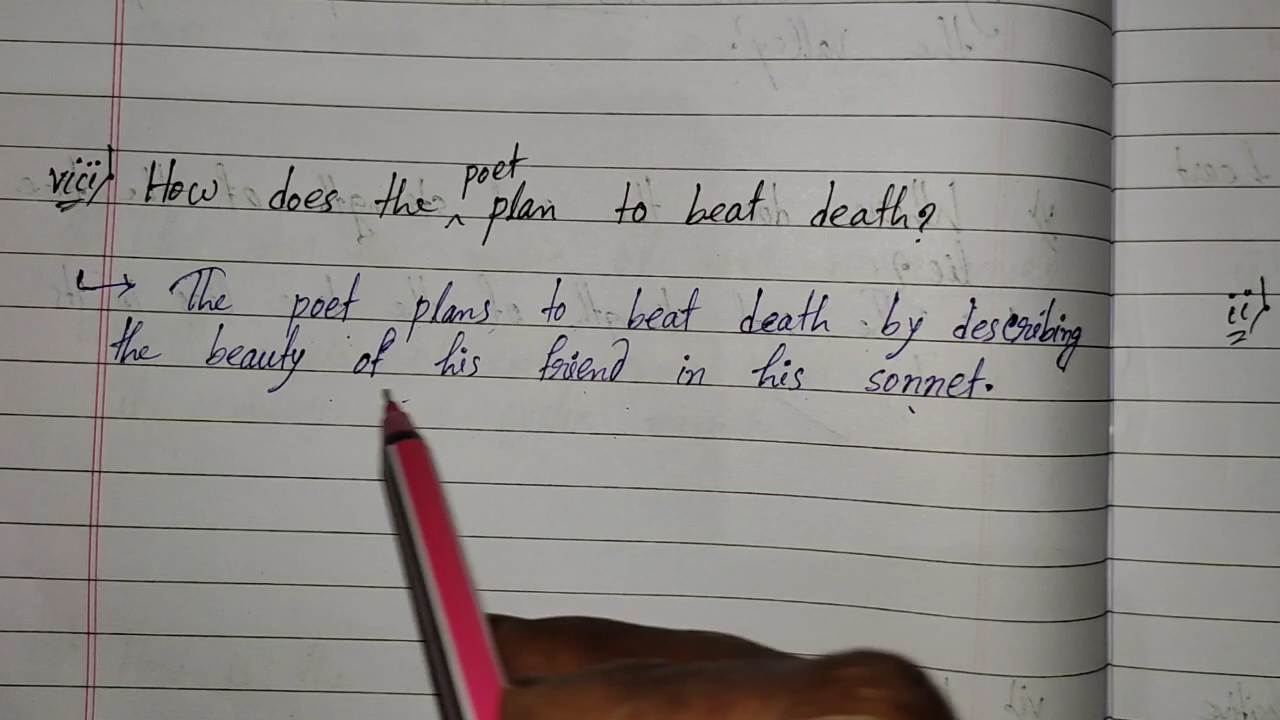 viii) How does the poet plan to beat death?
↳ The poet plans to beat death by describing
the beauty of his friend in his sonnet.
ii)